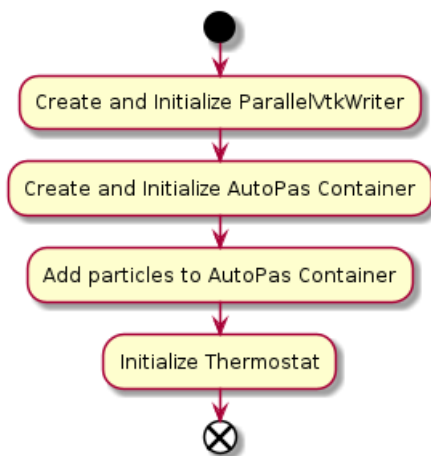 Create and Initialize ParallelVtkWriter
Create and Initialize AutoPas Container
Add particles to AutoPas Container
Initialize Thermostat